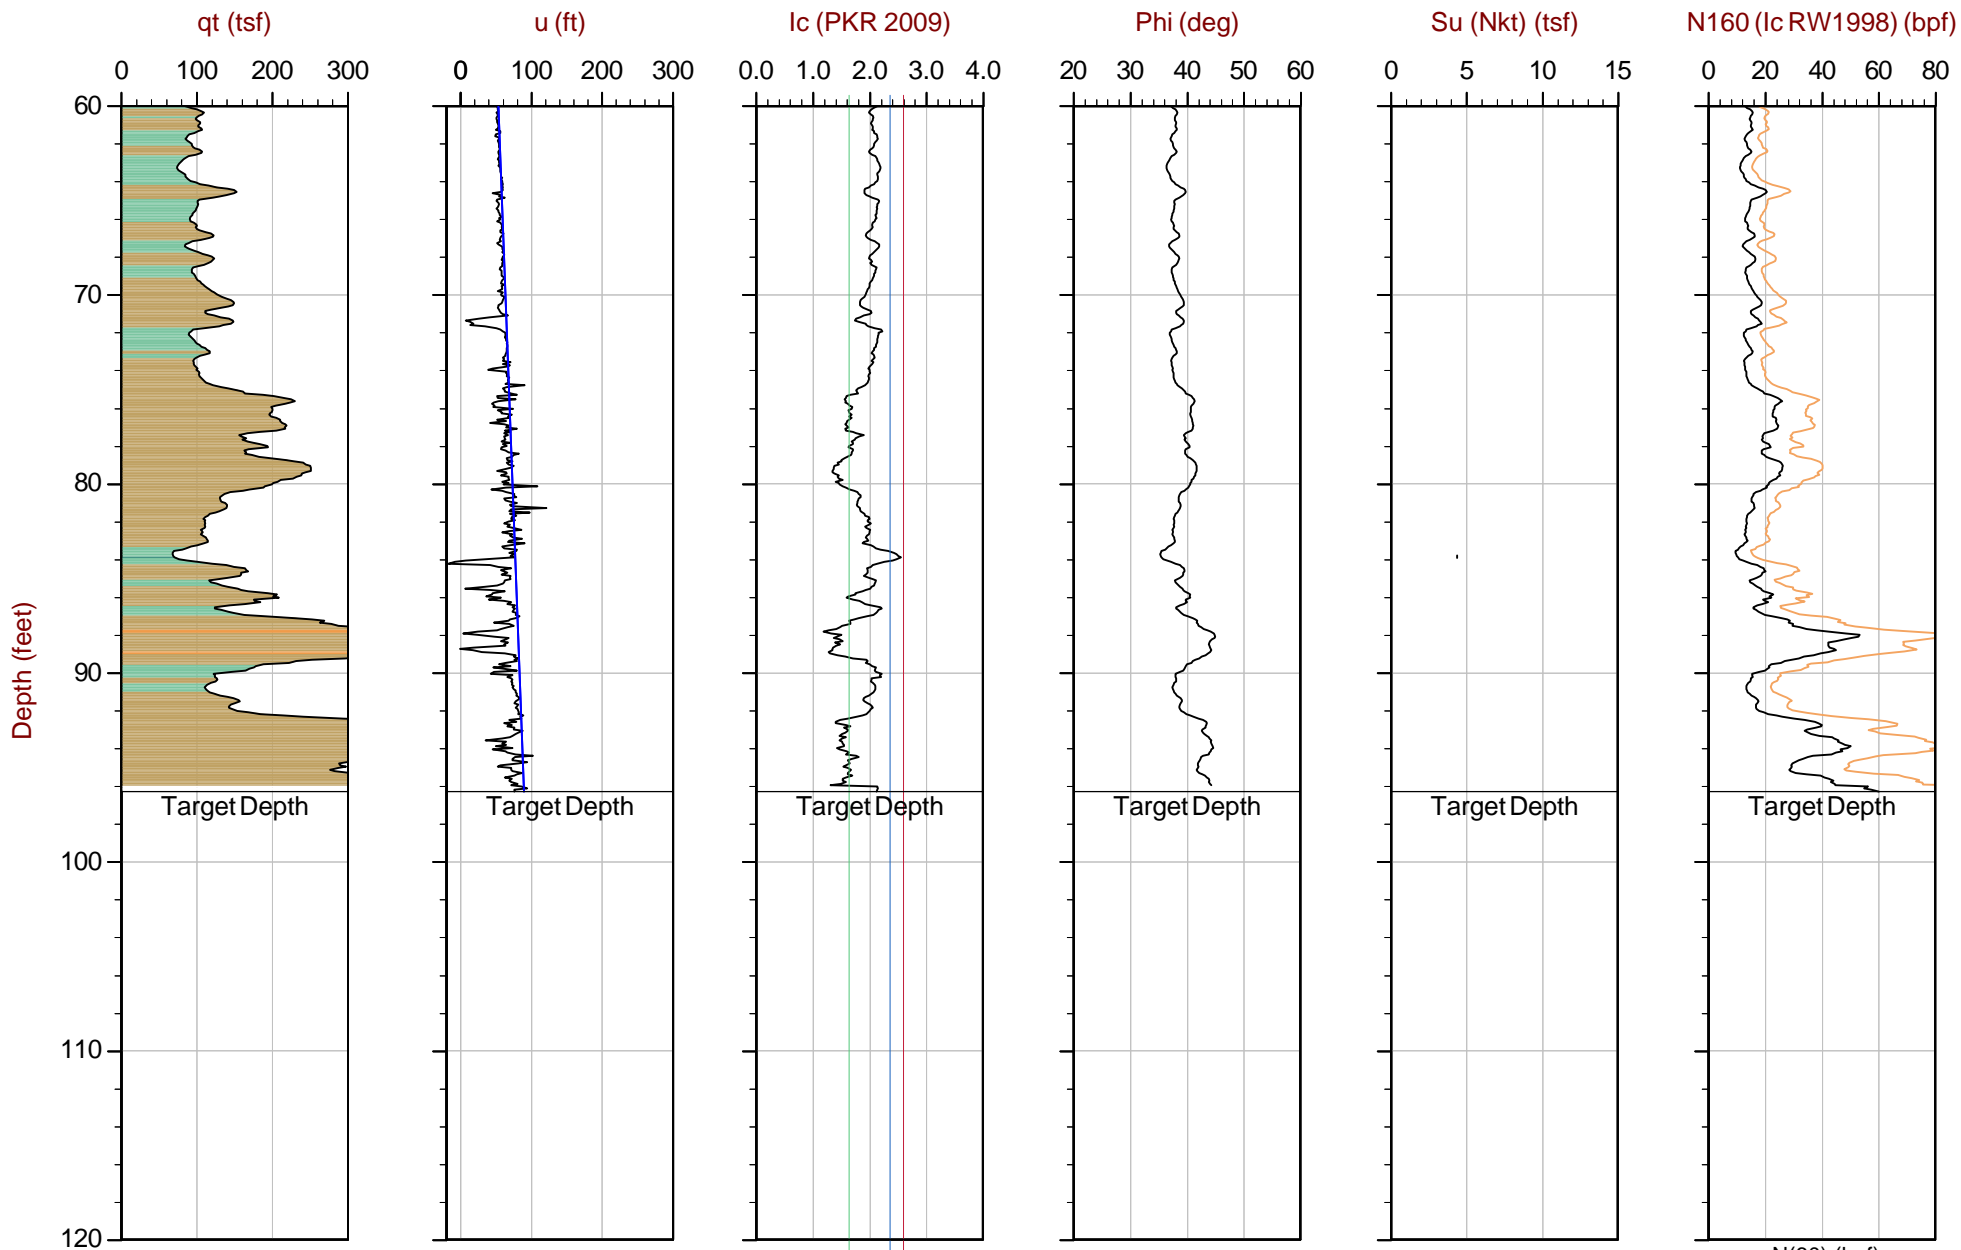 qt (tsf) u (ft) Ic (PKR 2009) Phi (deg) Su (Nkt) (tsf) N160 (Ic RW1998) (bpf)
0 100 200 300 0 100 200 300 0.0 1.0 2.0 3.0 4.0 20 30 40 50 60 0 5 10 15 0 20 40 60 80
60
70
80
90
Depth (feet)
Target Depth Target Depth Target Depth Target Depth Target Depth Target Depth
100
110
120